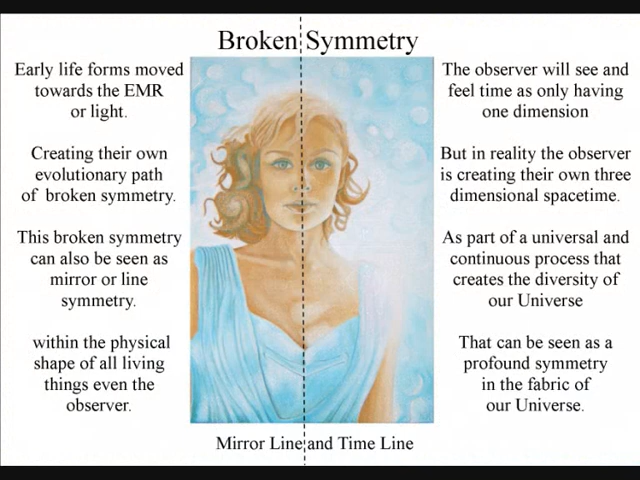 Broken Symmetry
Early life forms moved
towards the EMR
or light.
Creating their own
evolutionary path
of broken symmetry.
This broken symmetry
can also be seen as
mirror or line
symmetry.
within the physical
shape of all living
things even the
observer.
The observer will see and
feel time as only having
one dimension
But in reality the observer
is creating their own three
dimensional spacetime.
As part of a universal and
continuous process that
creates the diversity of
our Universe
That can be seen as a
profound symmetry
in the fabric of
our Universe.
Mirror Line and Time Line